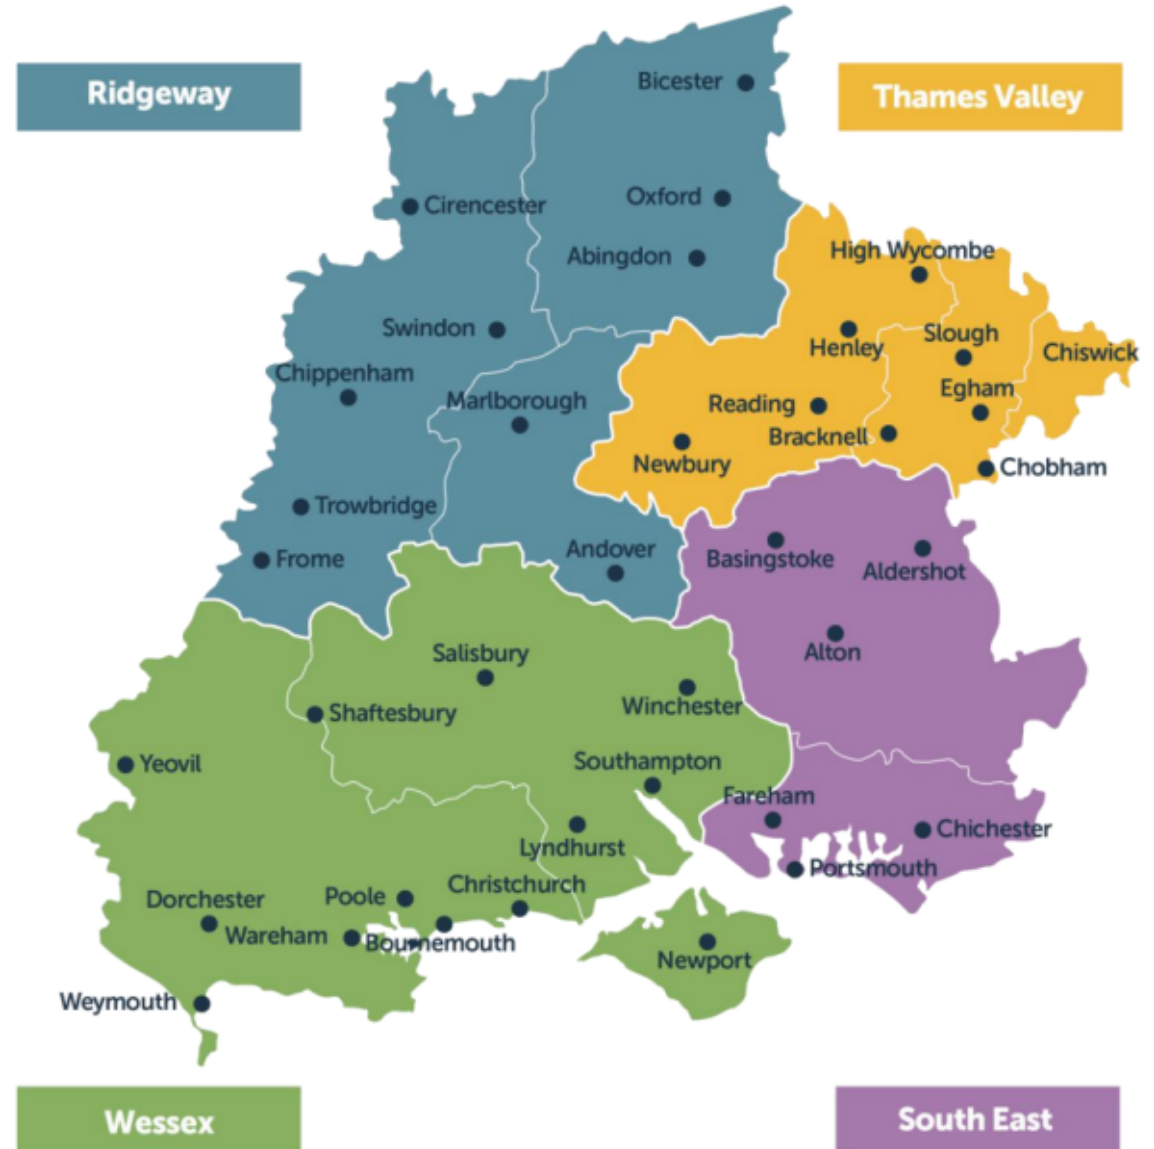 Ridgeway
Thames Valley
Bicester
Oxford
Cirencester
Abingdon
High Wycombe
Swindon
Slough
Henley
Chiswick
Chippenham
Egham
Marlborough
Reading
Bracknell
Newbury
Chobham
Trowbridge
Andover
Frome
Basingstoke
Aldershot
Salisbury
Alton
Winchester
Shaftesbury
Yeovil
Southampton
Fareham
Chichester
Lyndhurst
Portsmouth
Christchurch
Poole
Dorchester
Wareham
Bournemouth
Newport
Weymouth
Wessex
South East